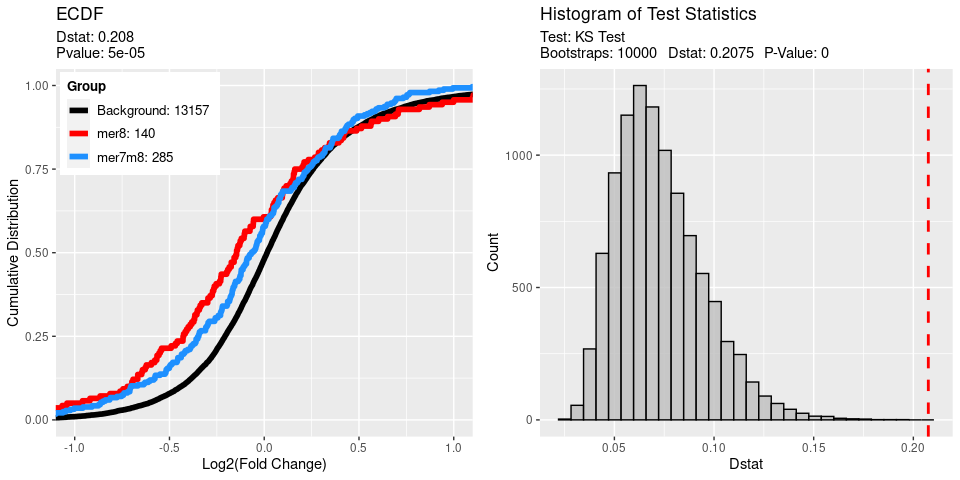 ECDF
Dstat: 0.208
Pvalue: 5e-05
Group
Background: 13157
mer8: 140
mer7m8: 285
1.00
0.75
0.50
0.25
0.00
Cumulative Distribution
-1.0 -0.5 0.0 0.5 1.0
Log2(Fold Change)
Histogram of Test Statistics
Test: KS Test
Bootstraps: 10000 Dstat: 0.2075 P-Value: 0
1000
500
0
Count
0.05 0.10 0.15 0.20
Dstat